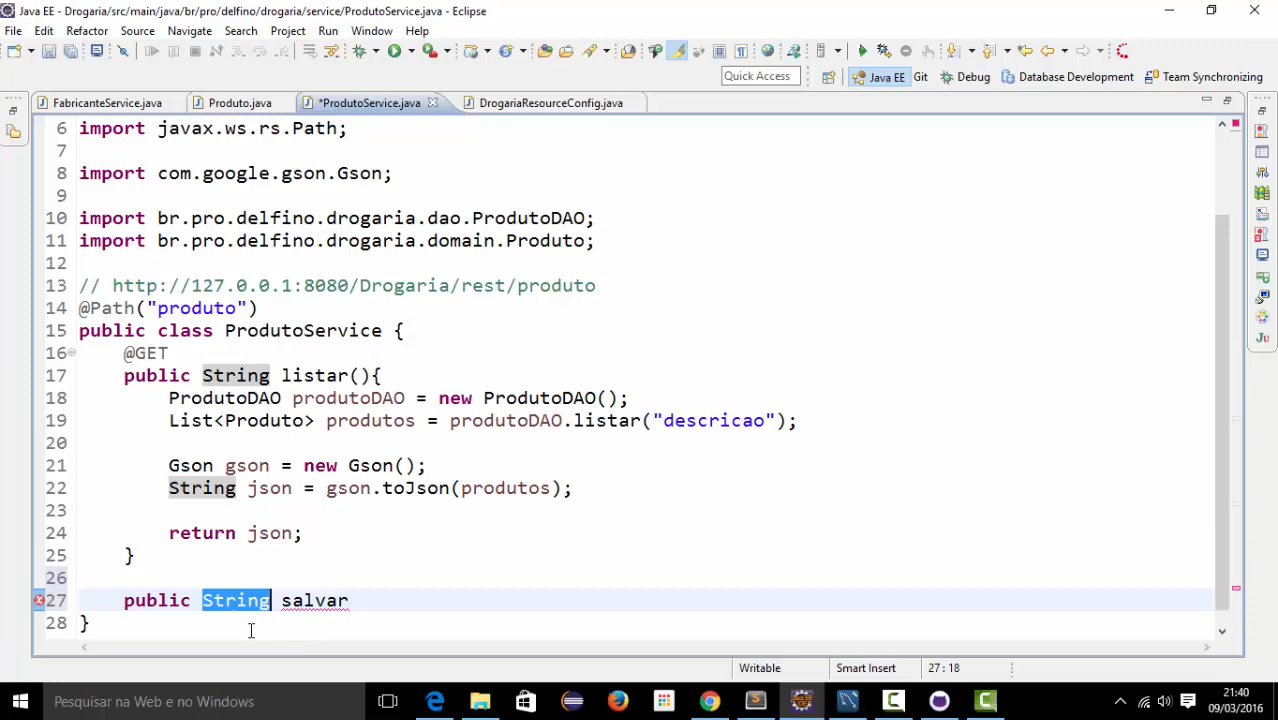 Java EE - Drogaria/src/main/java/br/pro/delfino/drogaria/service/ProdutoService.java - Eclipse
File Edit Refactor Source Navigate Search Project Run Window Help
Quick Access Java EE Git Debug Database Development Team Synchronizing
FabricanteService.java Produto.java *ProdutoService.java DrogariaResourceConfig.java
6 import javax.ws.rs.Path;
7
8 import com.google.gson.Gson;
9
10 import br.pro.delfino.drogaria.dao.ProdutoDAO;
11 import br.pro.delfino.drogaria.domain.Produto;
12
13 // http://127.0.0.1:8080/Drogaria/rest/produto
14 @Path("produto")
15 public class ProdutoService {
16 @GET
17 public String listar(){
18 ProdutoDAO produtoDAO = new ProdutoDAO();
19 List<Produto> produtos = produtoDAO.listar("descricao");
20
21 Gson gson = new Gson();
22 String json = gson.toJson(produtos);
23
24 return json;
25 }
26
27 public String salvar
28 }
Writable Smart Insert 27 : 18
Pesquisar na Web e no Windows
21:40
09/03/2016